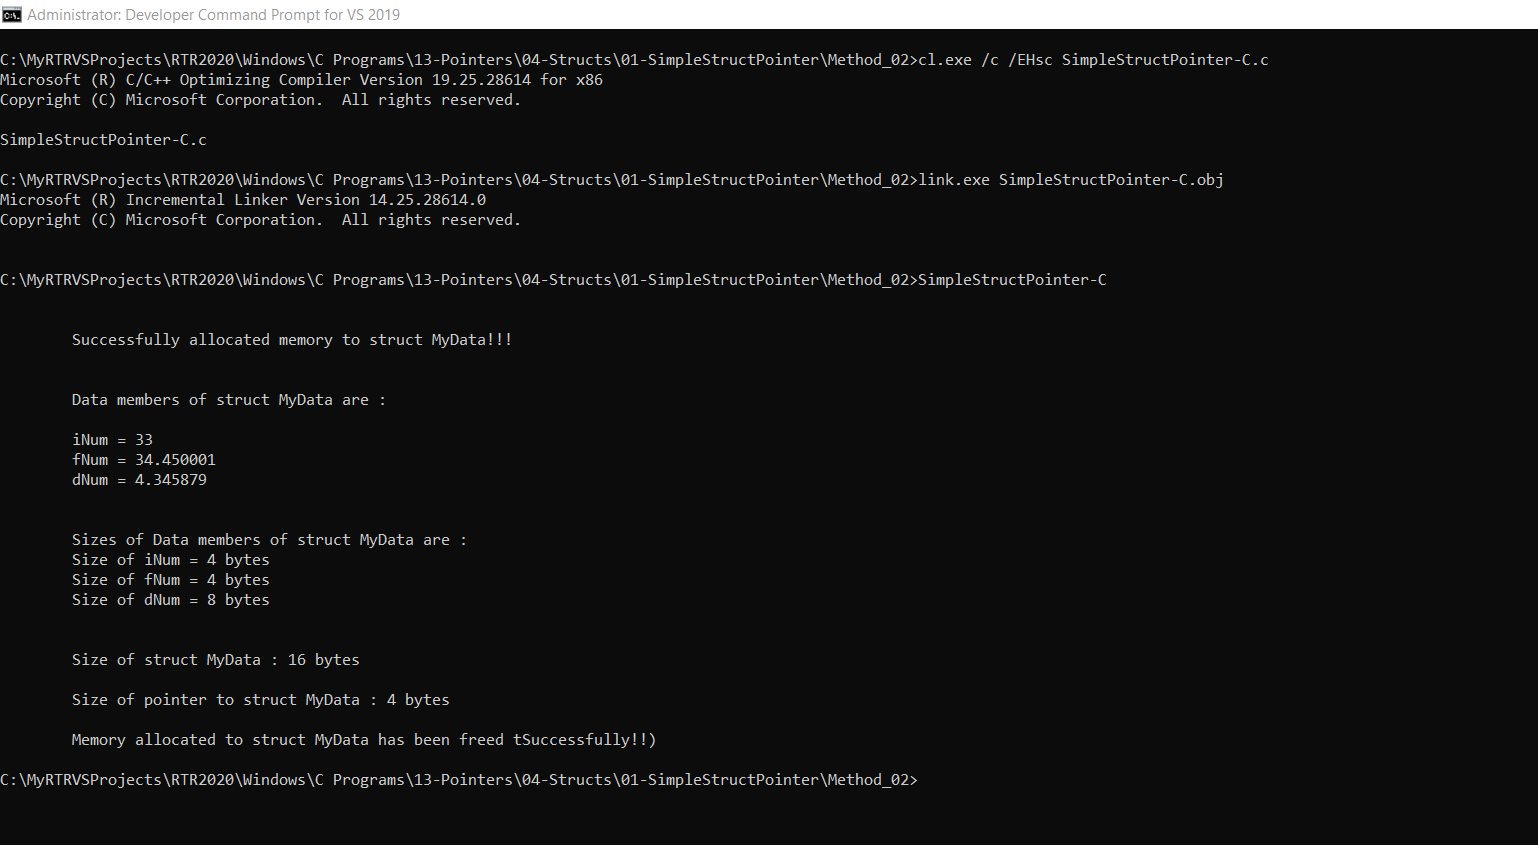 Administrator: Developer Command Prompt for VS 2019
C:\MyRTRVSProjects\RTR2020\Windows\C Programs\13-Pointers\04-Structs\01-SimpleStructPointer\Method_02>cl.exe /c /EHsc SimpleStructPointer-C.c
Microsoft (R) C/C++ Optimizing Compiler Version 19.25.28614 for x86
Copyright (C) Microsoft Corporation.  All rights reserved.
SimpleStructPointer-C.c
C:\MyRTRVSProjects\RTR2020\Windows\C Programs\13-Pointers\04-Structs\01-SimpleStructPointer\Method_02>link.exe SimpleStructPointer-C.obj
Microsoft (R) Incremental Linker Version 14.25.28614.0
Copyright (C) Microsoft Corporation.  All rights reserved.
C:\MyRTRVSProjects\RTR2020\Windows\C Programs\13-Pointers\04-Structs\01-SimpleStructPointer\Method_02>SimpleStructPointer-C
Successfully allocated memory to struct MyData!!!
Data members of struct MyData are :
iNum = 33
fNum = 34.450001
dNum = 4.345879
Sizes of Data members of struct MyData are :
Size of iNum = 4 bytes
Size of fNum = 4 bytes
Size of dNum = 8 bytes
Size of struct MyData : 16 bytes
Size of pointer to struct MyData : 4 bytes
Memory allocated to struct MyData has been freed tSuccessfully!!)
C:\MyRTRVSProjects\RTR2020\Windows\C Programs\13-Pointers\04-Structs\01-SimpleStructPointer\Method_02>